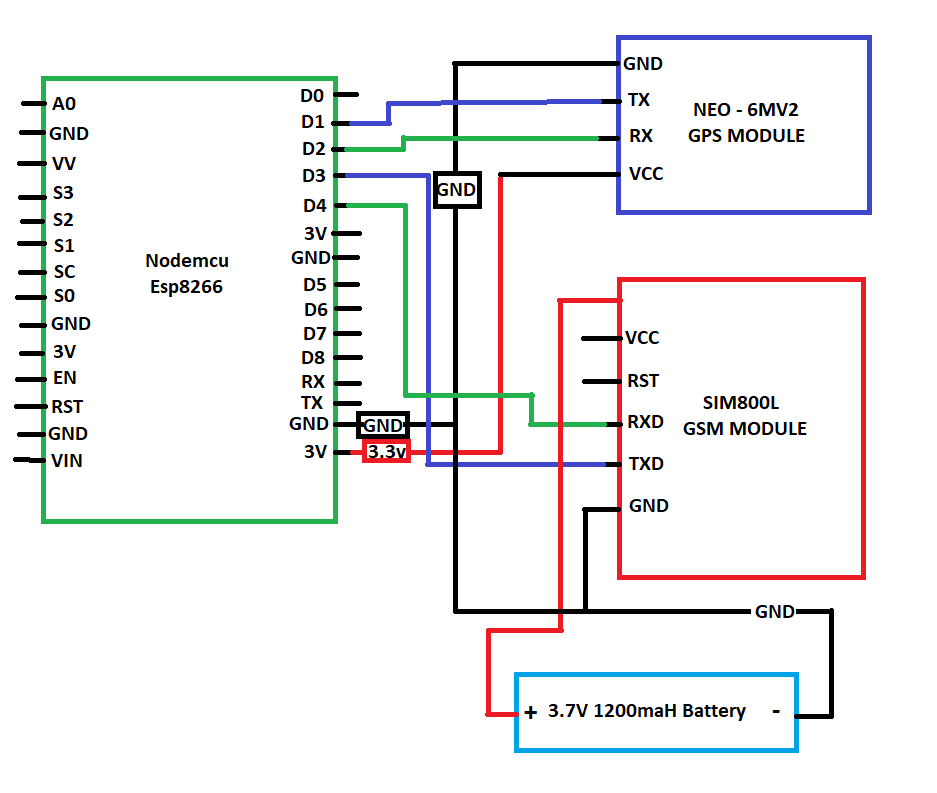 A0
GND
VV
S3
S2
S1
SC
S0
GND
3V
EN
RST
GND
VIN
Nodemcu
Esp8266
D0
D1
D2
D3
D4
3V
GND
D5
D6
D7
D8
RX
TX
GND
3V
GND
3.3v
GND
GND
TX
RX
VCC
NEO - 6MV2
GPS MODULE
VCC
RST
RXD
TXD
GND
SIM800L
GSM MODULE
GND
+ 3.7V 1200maH Battery -